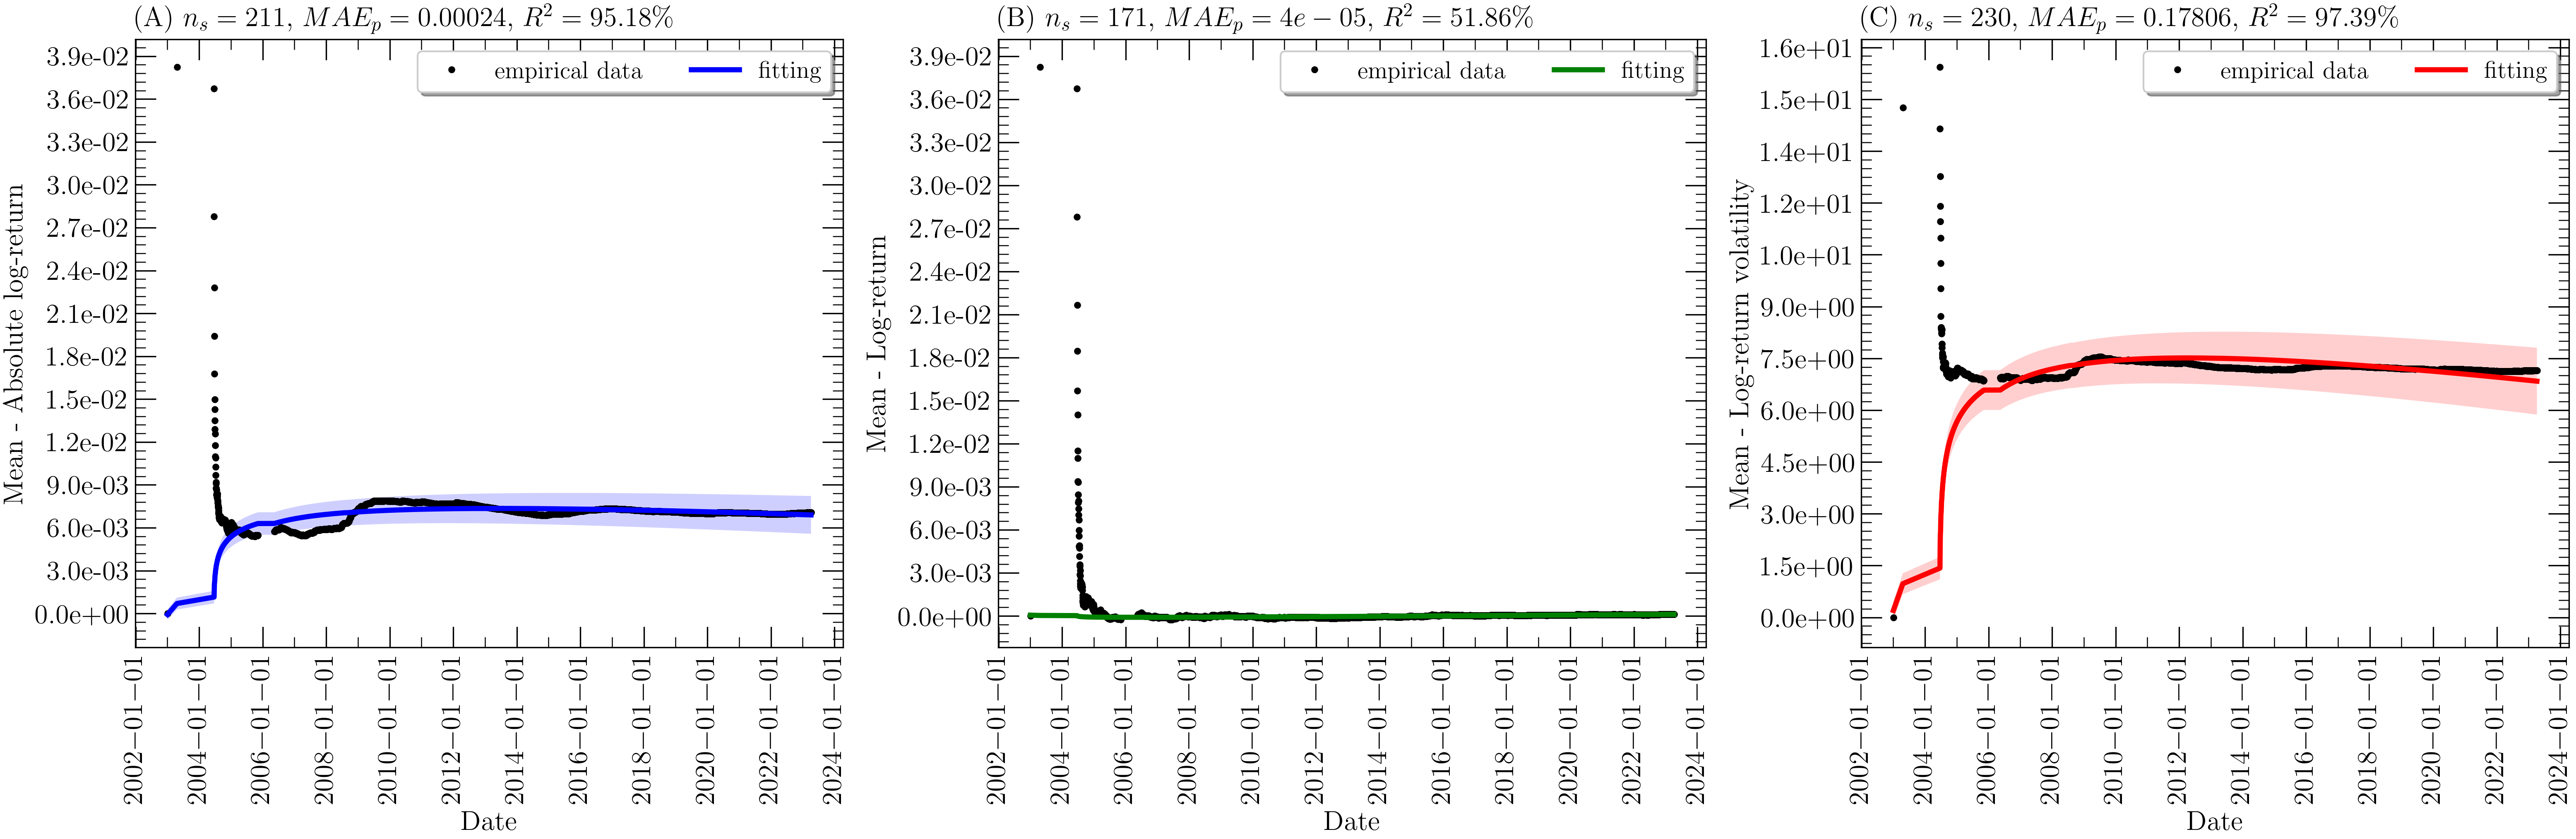 (A) n_s = 211, MAE_p = 0.00024, R² = 95.18%
empirical data fitting
3.9e-02
3.6e-02
3.3e-02
3.0e-02
2.7e-02
2.4e-02
2.1e-02
1.8e-02
1.5e-02
1.2e-02
9.0e-03
6.0e-03
3.0e-03
0.0e+00
Mean - Absolute log-return
2002−01−01
2004−01−01
2006−01−01
2008−01−01
2010−01−01
2012−01−01
2014−01−01
2016−01−01
2018−01−01
2020−01−01
2022−01−01
2024−01−01
Date
(B) n_s = 171, MAE_p = 4e − 05, R² = 51.86%
empirical data fitting
3.9e-02
3.6e-02
3.3e-02
3.0e-02
2.7e-02
2.4e-02
2.1e-02
1.8e-02
1.5e-02
1.2e-02
9.0e-03
6.0e-03
3.0e-03
0.0e+00
Mean - Log-return
2002−01−01
2004−01−01
2006−01−01
2008−01−01
2010−01−01
2012−01−01
2014−01−01
2016−01−01
2018−01−01
2020−01−01
2022−01−01
2024−01−01
Date
(C) n_s = 230, MAE_p = 0.17806, R² = 97.39%
empirical data fitting
1.6e+01
1.5e+01
1.4e+01
1.2e+01
1.0e+01
9.0e+00
7.5e+00
6.0e+00
4.5e+00
3.0e+00
1.5e+00
0.0e+00
Mean - Log-return volatility
2002−01−01
2004−01−01
2006−01−01
2008−01−01
2010−01−01
2012−01−01
2014−01−01
2016−01−01
2018−01−01
2020−01−01
2022−01−01
2024−01−01
Date